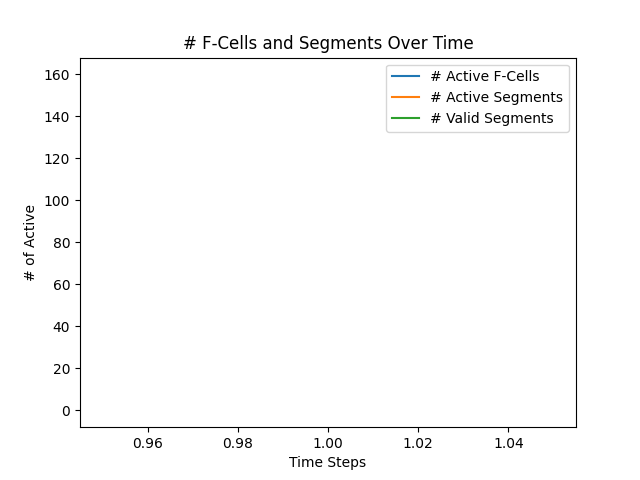 # F-Cells and Segments Over Time
# Active F-Cells
# Active Segments
# Valid Segments
# of Active
160
140
120
100
80
60
40
20
0
0.96 0.98 1.00 1.02 1.04
Time Steps